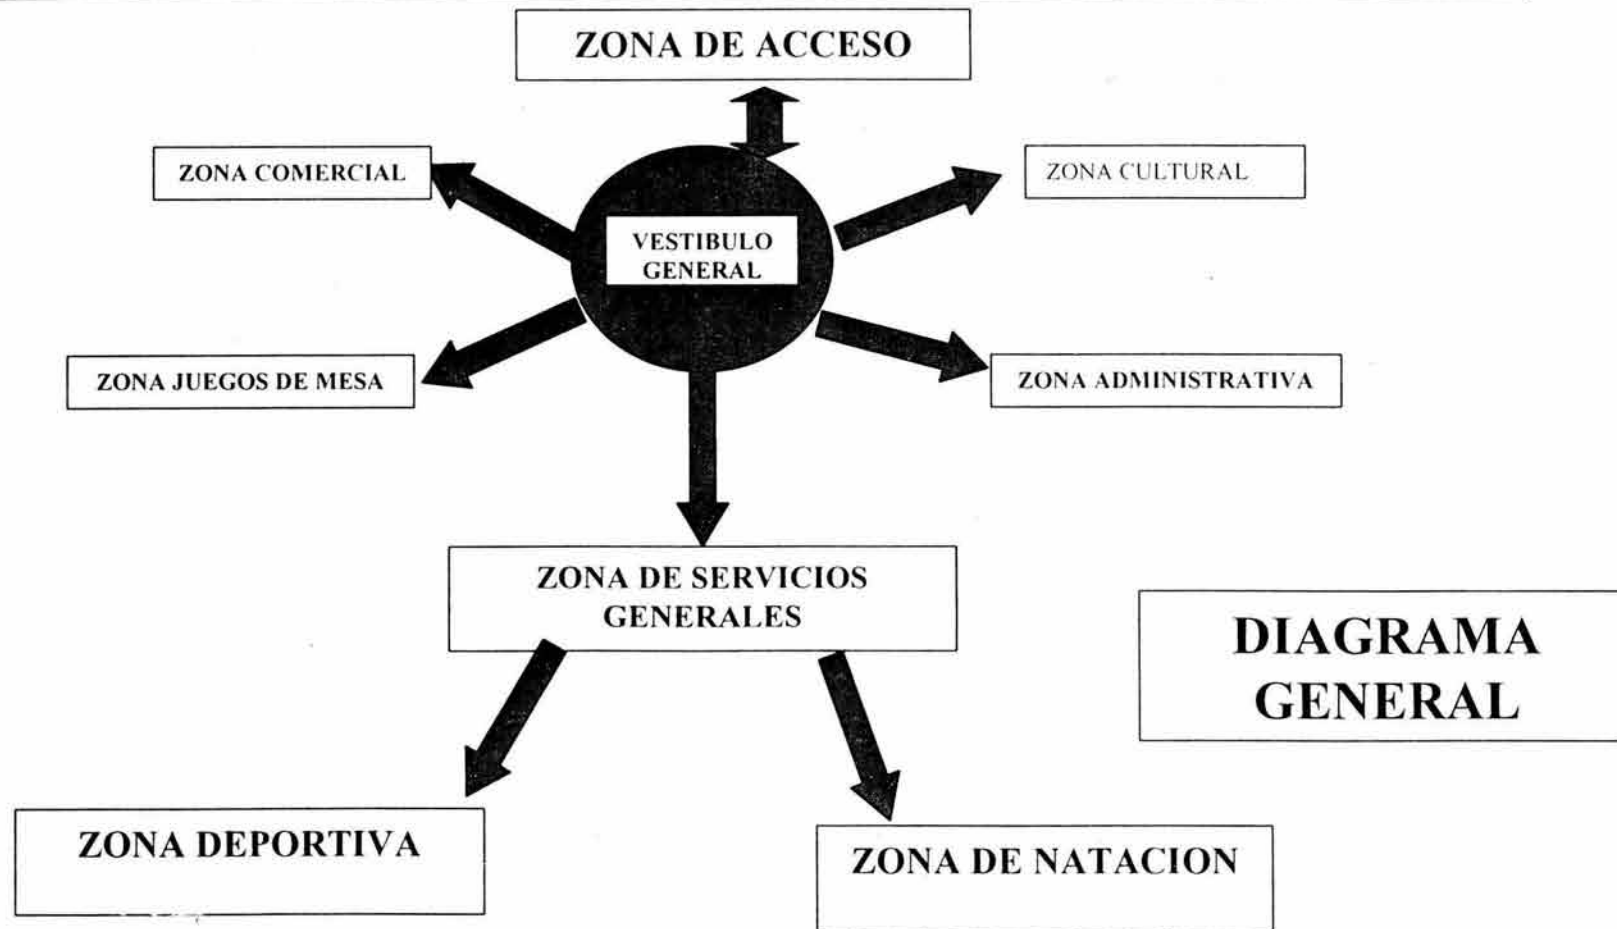 ZONA DE ACCESO
ZONA COMERCIAL
ZONA CULTURAL
VESTIBULO
GENERAL
ZONA JUEGOS DE MESA
ZONA ADMINISTRATIVA
ZONA DE SERVICIOS
GENERALES
DIAGRAMA
GENERAL
ZONA DEPORTIVA
ZONA DE NATACION